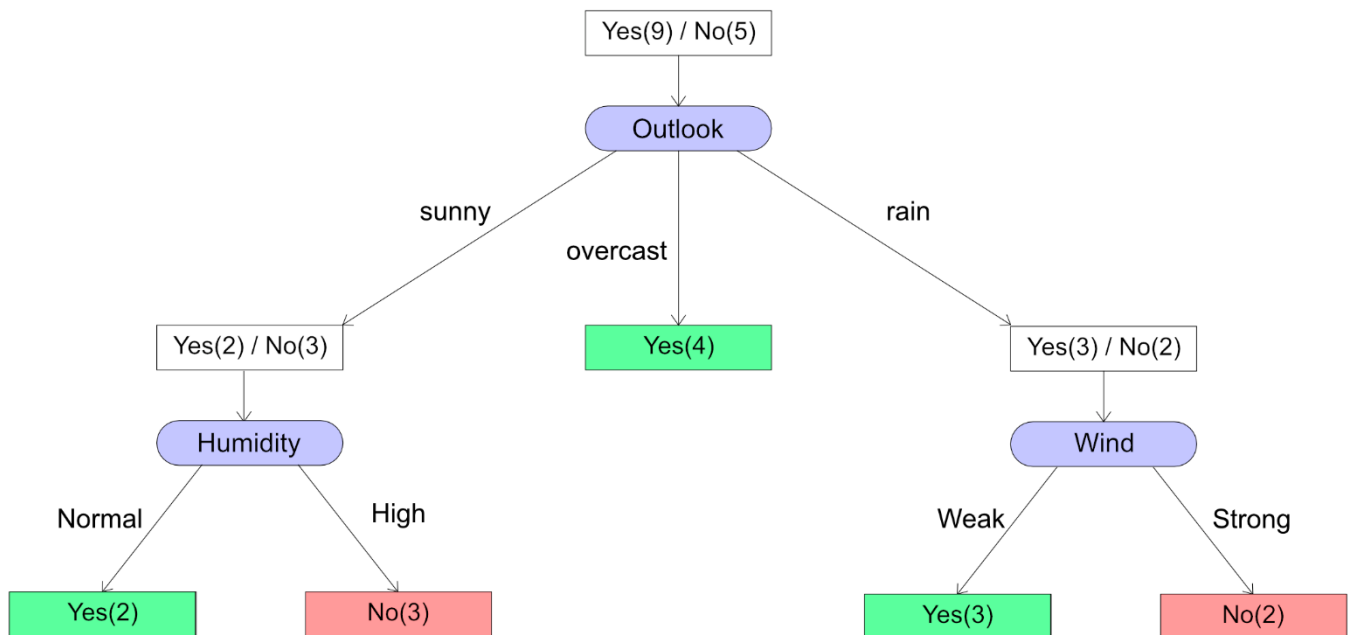 Yes(9) / No(5)
Outlook
sunny
overcast
rain
Yes(2) / No(3)
Yes(4)
Yes(3) / No(2)
Humidity
Wind
Normal
High
Weak
Strong
Yes(2)
No(3)
Yes(3)
No(2)